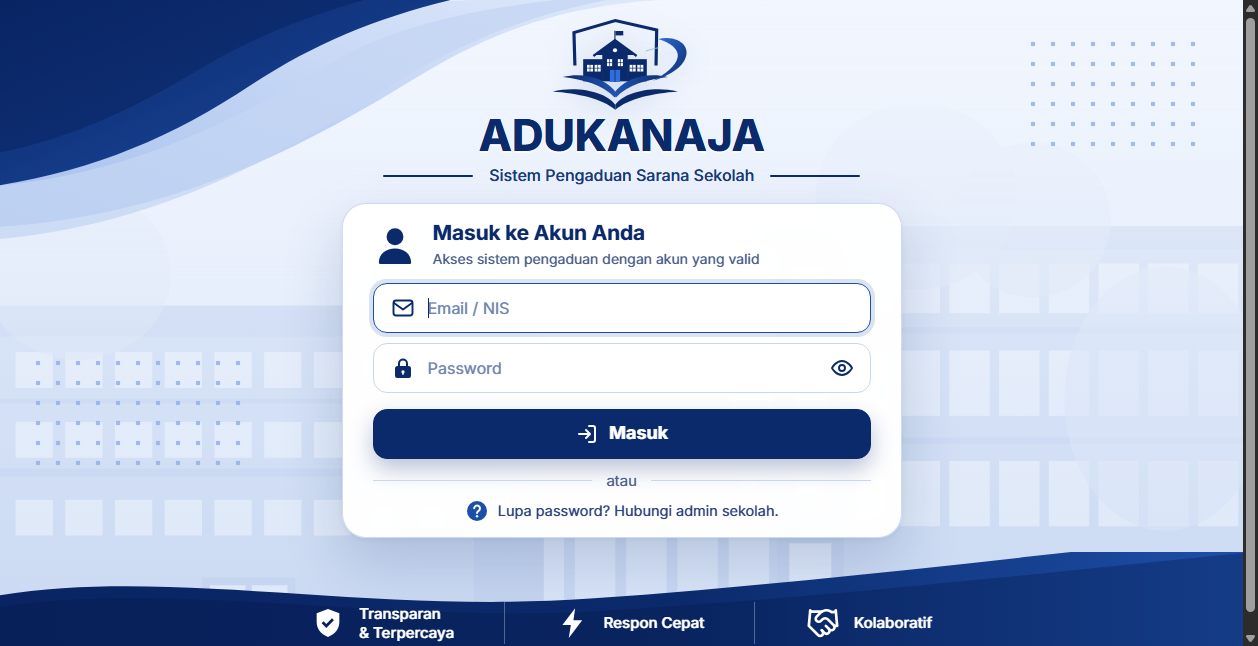 ADUKANAJA
Sistem Pengaduan Sarana Sekolah
Masuk ke Akun Anda
Akses sistem pengaduan dengan akun yang valid
Email / NIS
Password
Masuk
atau
Lupa password? Hubungi admin sekolah.
Transparan
& Terpercaya
Respon Cepat
Kolaboratif